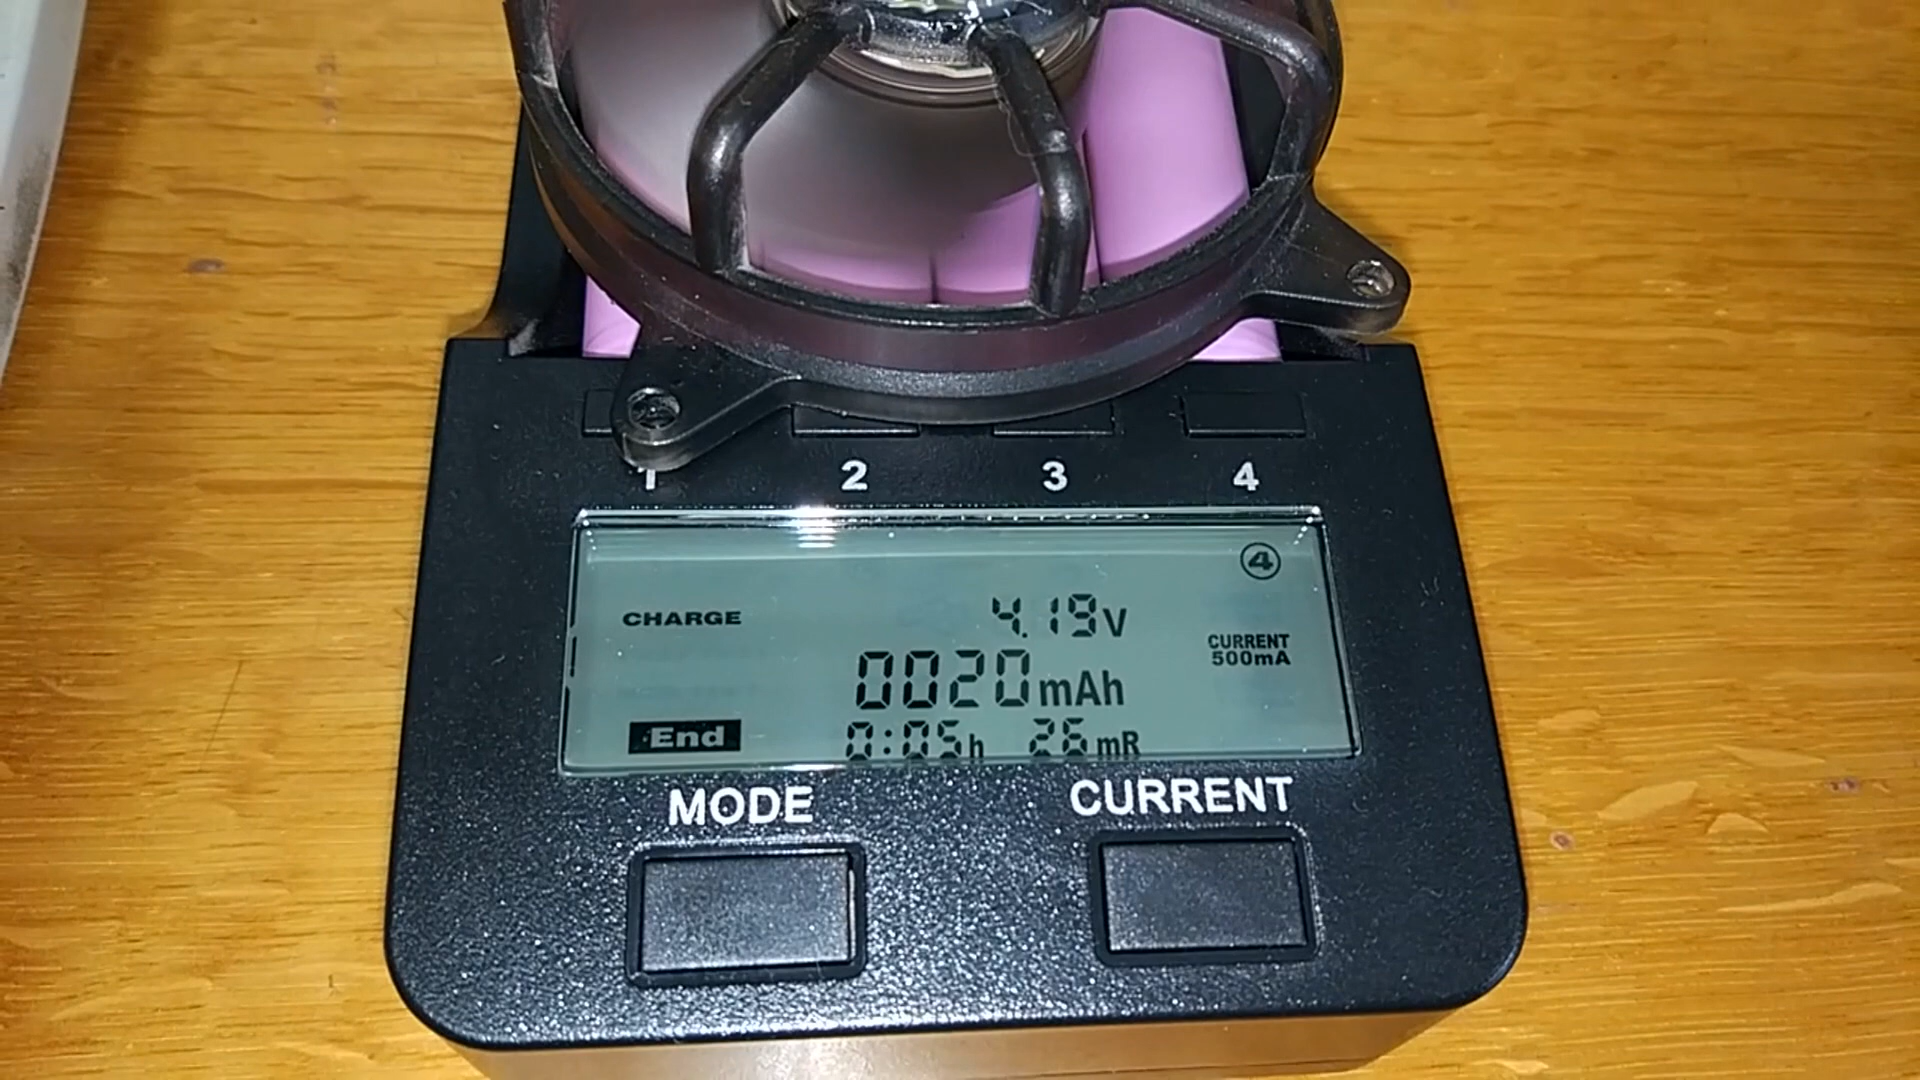 1 2 3 4
4
CHARGE 4.19V
CURRENT
500mA
0020mAh
End 0:05h 26mR
MODE CURRENT